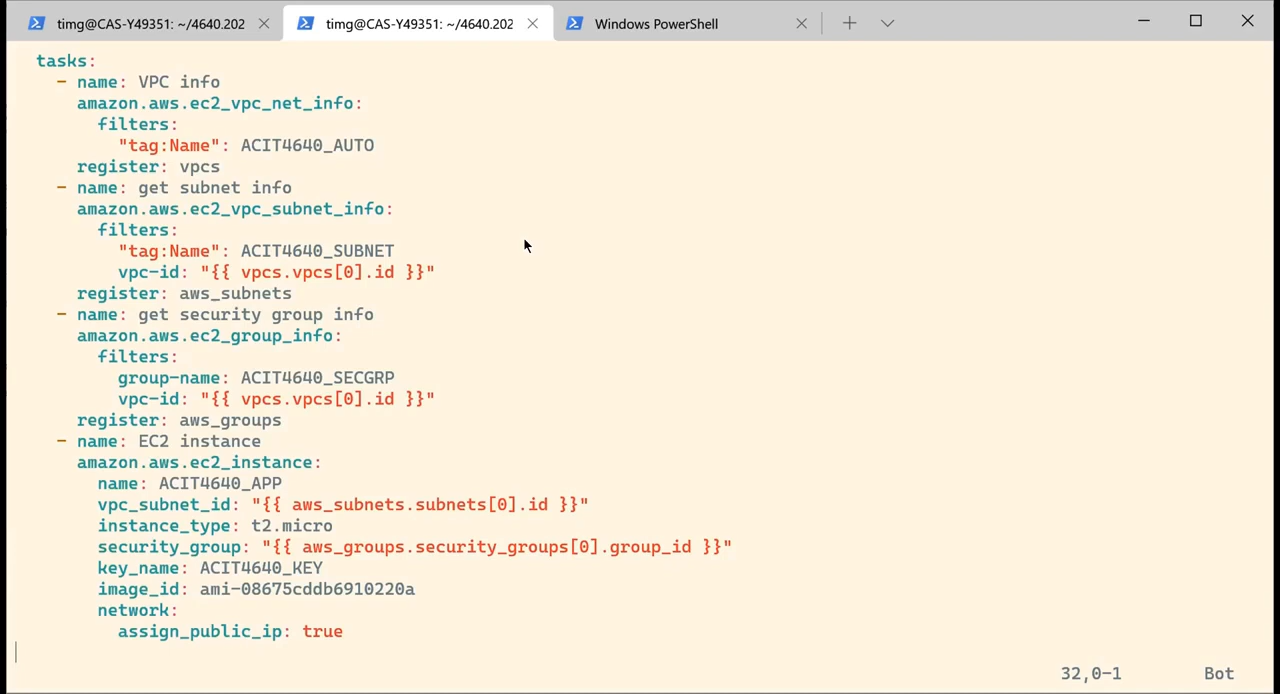 timg@CAS-Y49351: ~/4640.202
timg@CAS-Y49351: ~/4640.202
Windows PowerShell
tasks:
  - name: VPC info
    amazon.aws.ec2_vpc_net_info:
      filters:
        "tag:Name": ACIT4640_AUTO
    register: vpcs
  - name: get subnet info
    amazon.aws.ec2_vpc_subnet_info:
      filters:
        "tag:Name": ACIT4640_SUBNET
        vpc-id: "{{ vpcs.vpcs[0].id }}"
    register: aws_subnets
  - name: get security group info
    amazon.aws.ec2_group_info:
      filters:
        group-name: ACIT4640_SECGRP
        vpc-id: "{{ vpcs.vpcs[0].id }}"
    register: aws_groups
  - name: EC2 instance
    amazon.aws.ec2_instance:
      name: ACIT4640_APP
      vpc_subnet_id: "{{ aws_subnets.subnets[0].id }}"
      instance_type: t2.micro
      security_group: "{{ aws_groups.security_groups[0].group_id }}"
      key_name: ACIT4640_KEY
      image_id: ami-08675cddb6910220a
      network:
        assign_public_ip: true
32,0-1 Bot